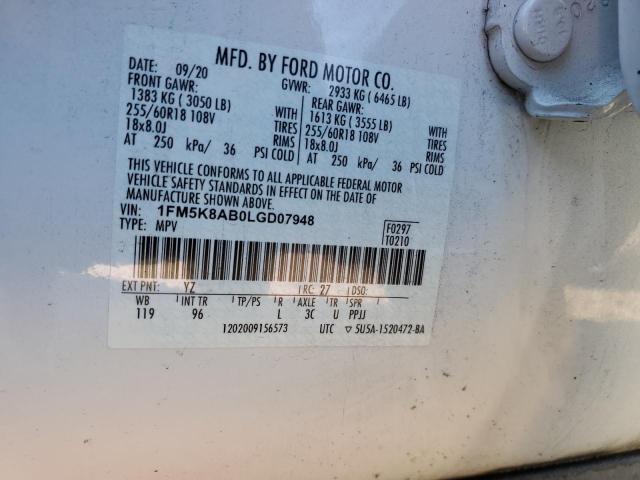 MFD. BY FORD MOTOR CO.
DATE: 09/20
GVWR: 2933 KG ( 6465 LB)
FRONT GAWR:
1383 KG ( 3050 LB)
WITH
255/60R18 108V TIRES
18x8.0J RIMS
AT 250 kPa/ 36 PSI COLD
REAR GAWR:
1613 KG ( 3555 LB)
WITH
255/60R18 108V TIRES
18x8.0J RIMS
AT 250 kPa/ 36 PSI COLD
THIS VEHICLE CONFORMS TO ALL APPLICABLE FEDERAL MOTOR
VEHICLE SAFETY STANDARDS IN EFFECT ON THE DATE OF
MANUFACTURE SHOWN ABOVE.
VIN: 1FM5K8AB0LGD07948
TYPE: MPV
F0297
T0210
EXT PNT: YZ RC: 27 DSO:
WB INT TR TP/PS R AXLE TR SPR
119 96 L 3C U PPJJ
1202009156573 UTC ▽ 5U5A-1520472-BA